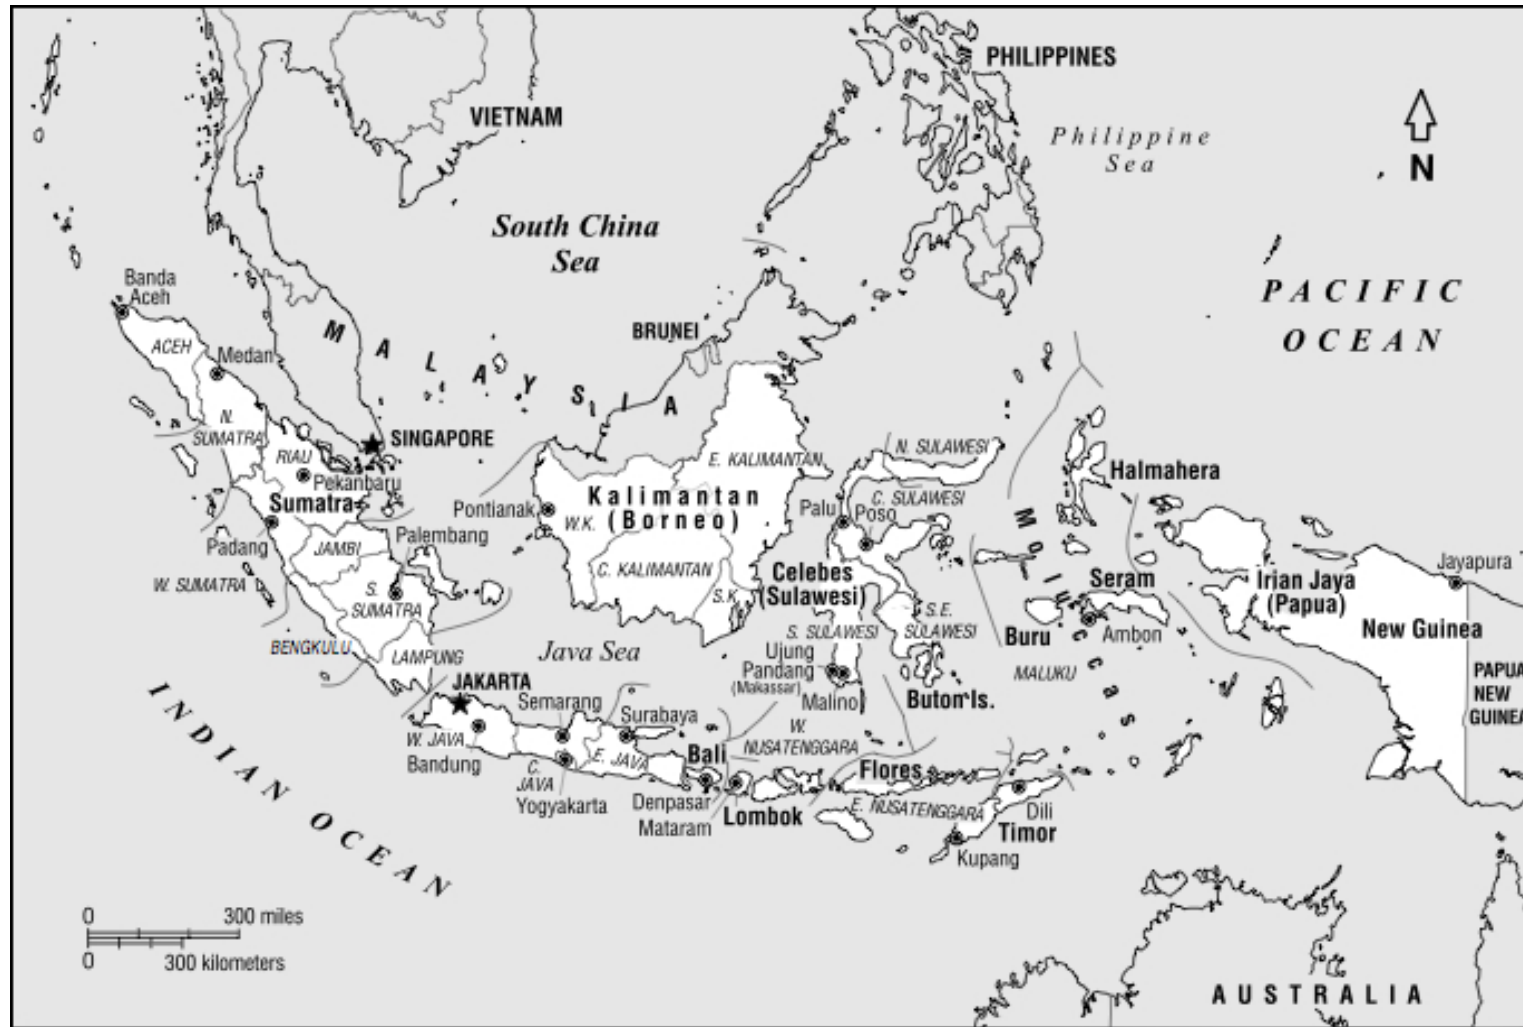 PHILIPPINES
VIETNAM
Philippine
Sea
N
South China
Sea
PACIFIC
OCEAN
Banda
Aceh
ACEH
Medan
BRUNEI
MALAYSIA
N.
SUMATRA
SINGAPORE
RIAU
Pekanbaru
Sumatra
Padang
JAMBI
Palembang
W. SUMATRA
S.
SUMATRA
BENGKULU
LAMPUNG
E. KALIMANTAN
Kalimantan
(Borneo)
Pontianak
W.K.
C. KALIMANTAN
S.K.
N. SULAWESI
C. SULAWESI
Palu
Poso
Celebes
(Sulawesi)
S.E.
SULAWESI
S. SULAWESI
Ujung
Pandang
(Makassar)
Malino
Butom Is.
Halmahera
Moluccas
Seram
Buru
Ambon
MALUKU
Irian Jaya
(Papua)
Jayapura
New Guinea
PAPUA
NEW
GUINEA
Java Sea
JAKARTA
Semarang
Surabaya
W. JAVA
Bandung
C.
JAVA
E. JAVA
Yogyakarta
Bali
Denpasar
Mataram
Lombok
W.
NUSATENGGARA
Flores
E. NUSATENGGARA
Dili
Timor
Kupang
INDIAN OCEAN
0 300 miles
0 300 kilometers
AUSTRALIA